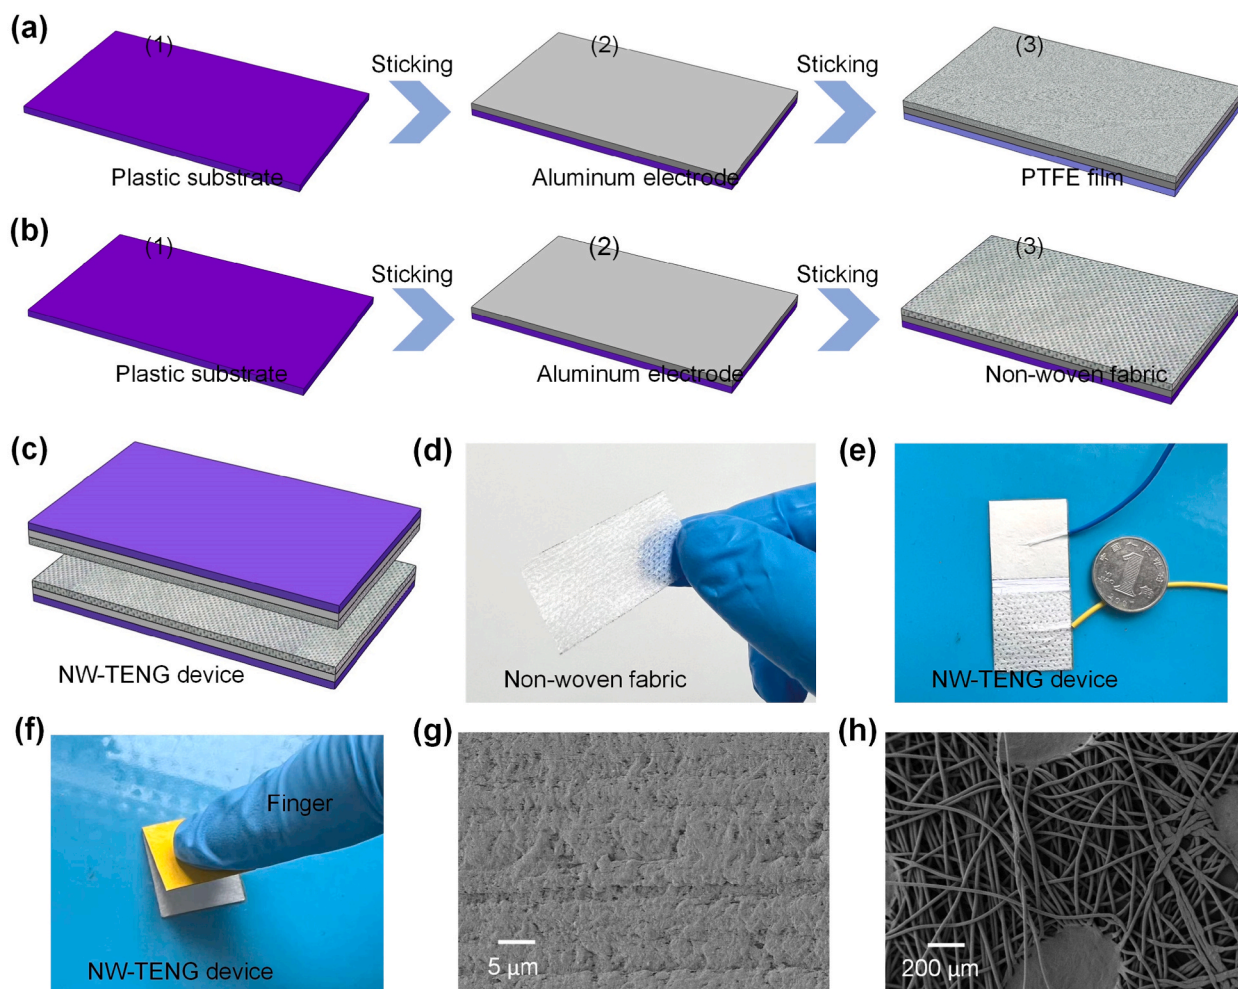 (a)
(1)
Sticking
(2)
Sticking
(3)
Plastic substrate
Aluminum electrode
PTFE film
(b)
(1)
Sticking
(2)
Sticking
(3)
Plastic substrate
Aluminum electrode
Non-woven fabric
(c)
NW-TENG device
(d)
Non-woven fabric
(e)
1
NW-TENG device
(f)
Finger
NW-TENG device
(g)
5 μm
(h)
200 μm